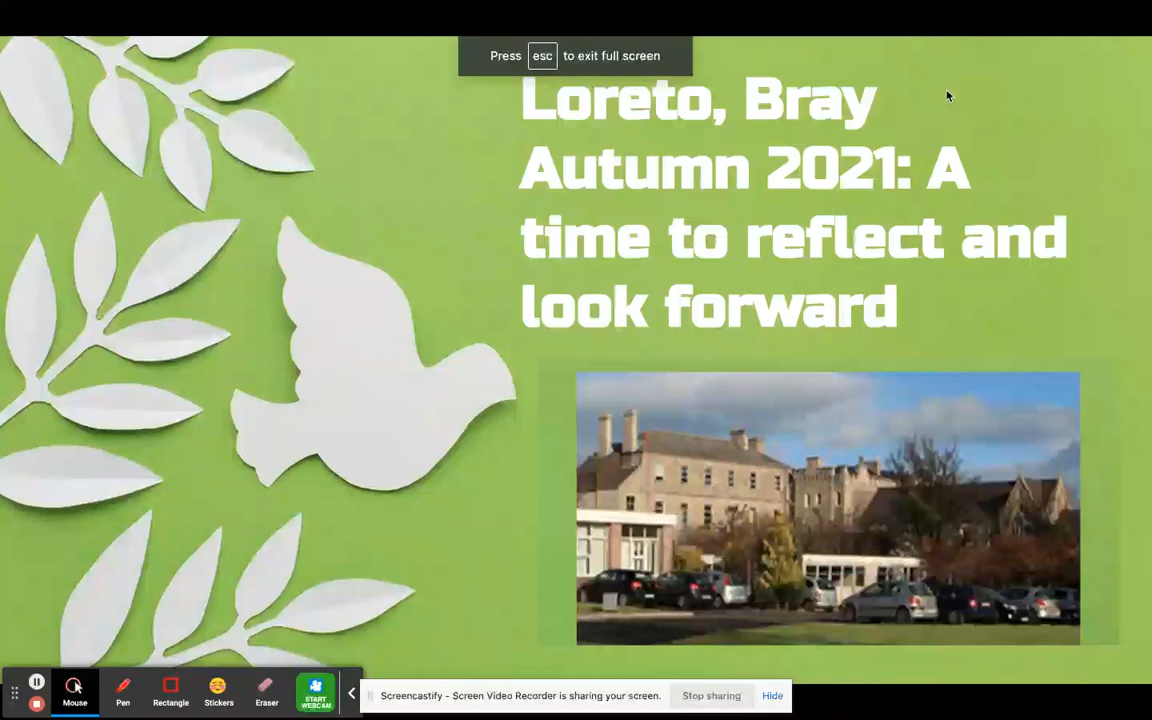 Press esc to exit full screen
Loreto, Bray
Autumn 2021: A
time to reflect and
look forward
Mouse
Pen
Rectangle
Stickers
Eraser
START
WEBCAM
Screencastify - Screen Video Recorder is sharing your screen.
Stop sharing
Hide